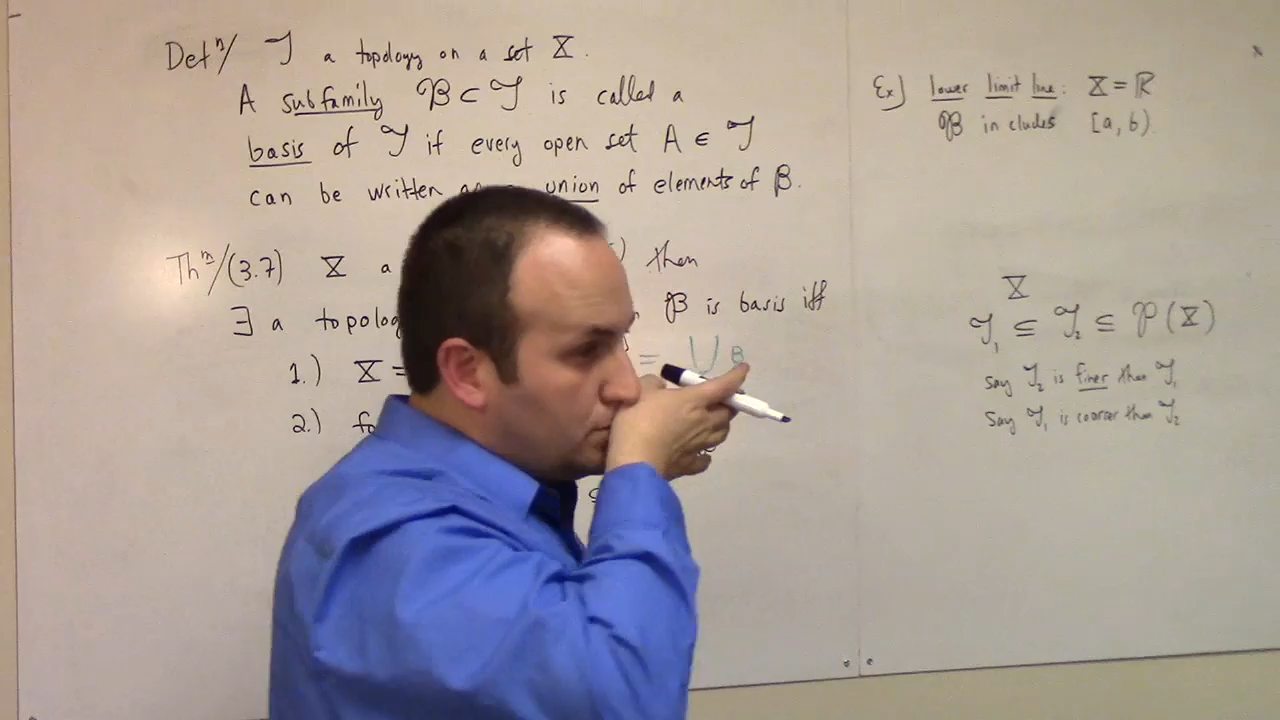 Def ⁿ/ 𝒯 a topology on a set X.
A subfamily ℬ ⊂ 𝒯 is called a
basis of 𝒯 if every open set A ∈ 𝒯
can be written union of elements of β.
Thᵐ/(3.7) X a ) then
∃ a topolog ℬ is basis iff
1.) X = = ⋃ B
2.) fo
Ex) lower limit line: X = ℝ
ℬ includes [a, b)
X
𝒯₁ ⊆ 𝒯₂ ⊆ 𝒫(X)
say 𝒯₂ is finer than 𝒯₁
say 𝒯₁ is coarser than 𝒯₂